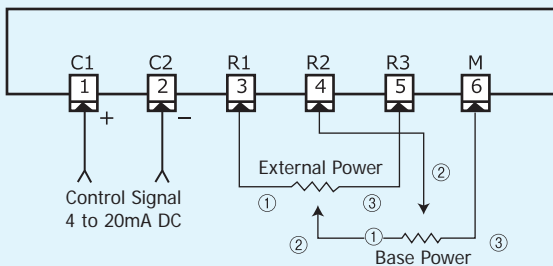 C1 C2 R1 R2 R3 M
1 2 3 4 5 6
+ −
External Power
②
Control Signal
① ③
4 to 20mA DC
② ① ③
Base Power